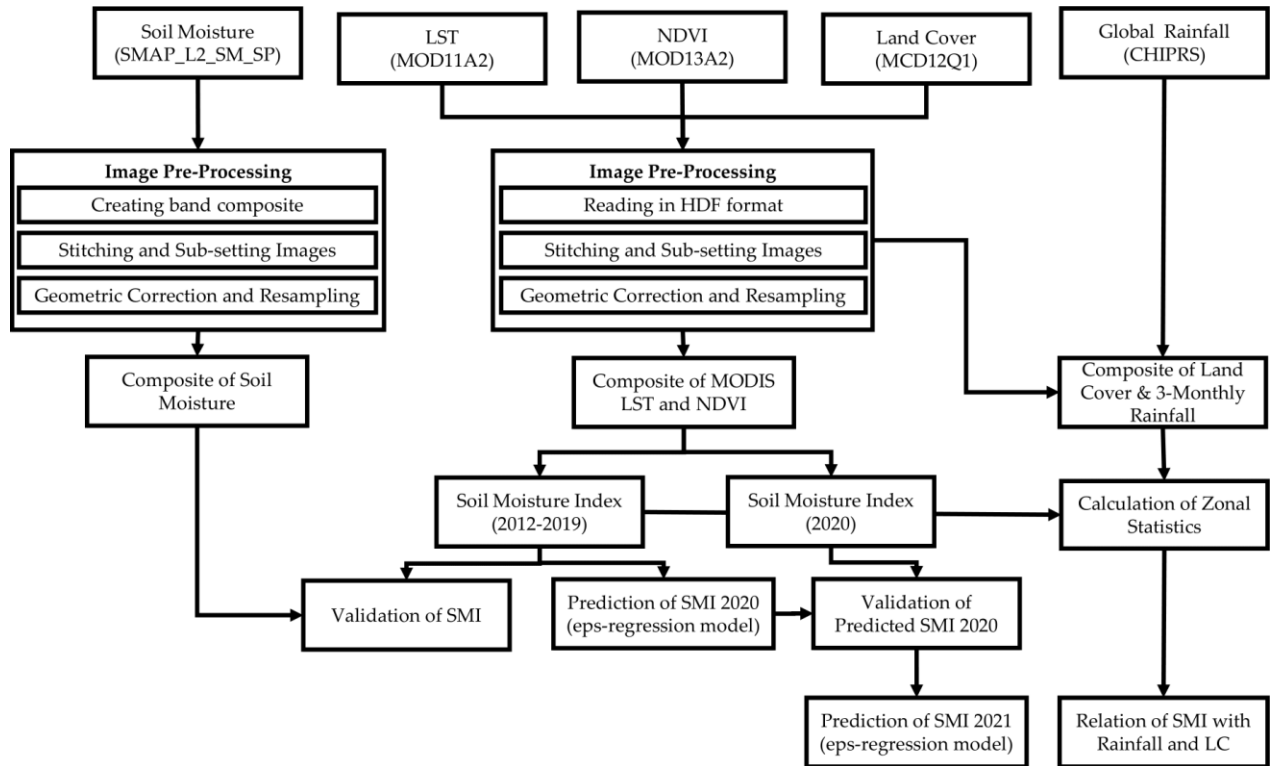 Soil Moisture
(SMAP_L2_SM_SP)
LST
(MOD11A2)
NDVI
(MOD13A2)
Land Cover
(MCD12Q1)
Global Rainfall
(CHIPRS)
Image Pre-Processing
Creating band composite
Stitching and Sub-setting Images
Geometric Correction and Resampling
Image Pre-Processing
Reading in HDF format
Stitching and Sub-setting Images
Geometric Correction and Resampling
Composite of Soil
Moisture
Composite of MODIS
LST and NDVI
Composite of Land
Cover & 3-Monthly
Rainfall
Soil Moisture Index
(2012-2019)
Soil Moisture Index
(2020)
Calculation of Zonal
Statistics
Validation of SMI
Prediction of SMI 2020
(eps-regression model)
Validation of
Predicted SMI 2020
Prediction of SMI 2021
(eps-regression model)
Relation of SMI with
Rainfall and LC